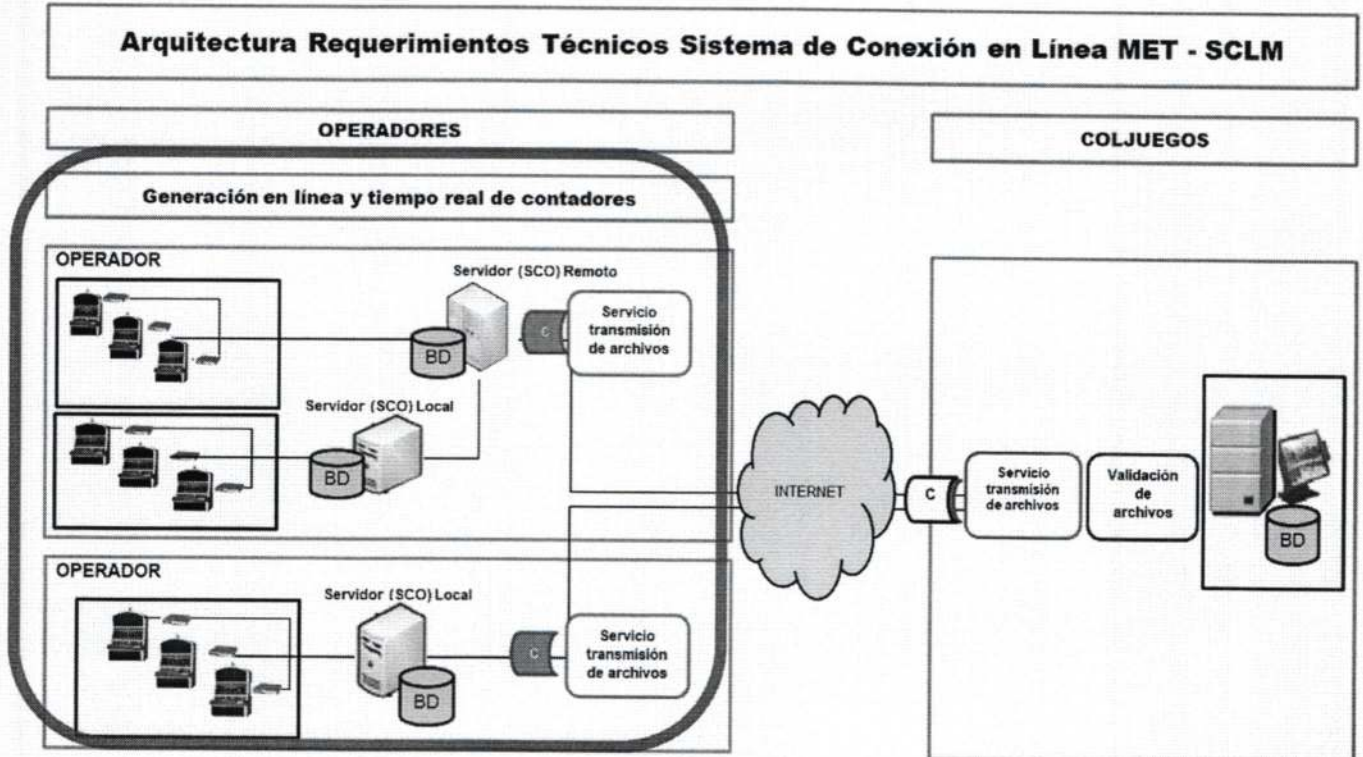 Arquitectura Requerimientos Técnicos Sistema de Conexión en Línea MET - SCLM
OPERADORES
COLJUEGOS
Generación en línea y tiempo real de contadores
OPERADOR
Servidor (SCO) Remoto
BD
C
Servicio
transmisión
de archivos
Servidor (SCO) Local
BD
INTERNET
C
Servicio
transmisión
de archivos
Validación
de
archivos
BD
OPERADOR
Servidor (SCO) Local
BD
C
Servicio
transmisión
de archivos